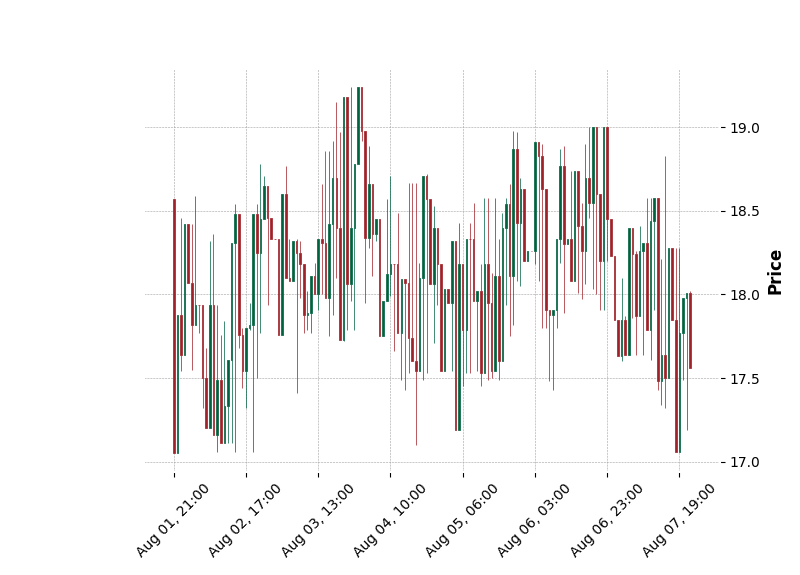 19.0
18.5
18.0
17.5
17.0
Price
Aug 01, 21:00
Aug 02, 17:00
Aug 03, 13:00
Aug 04, 10:00
Aug 05, 06:00
Aug 06, 03:00
Aug 06, 23:00
Aug 07, 19:00